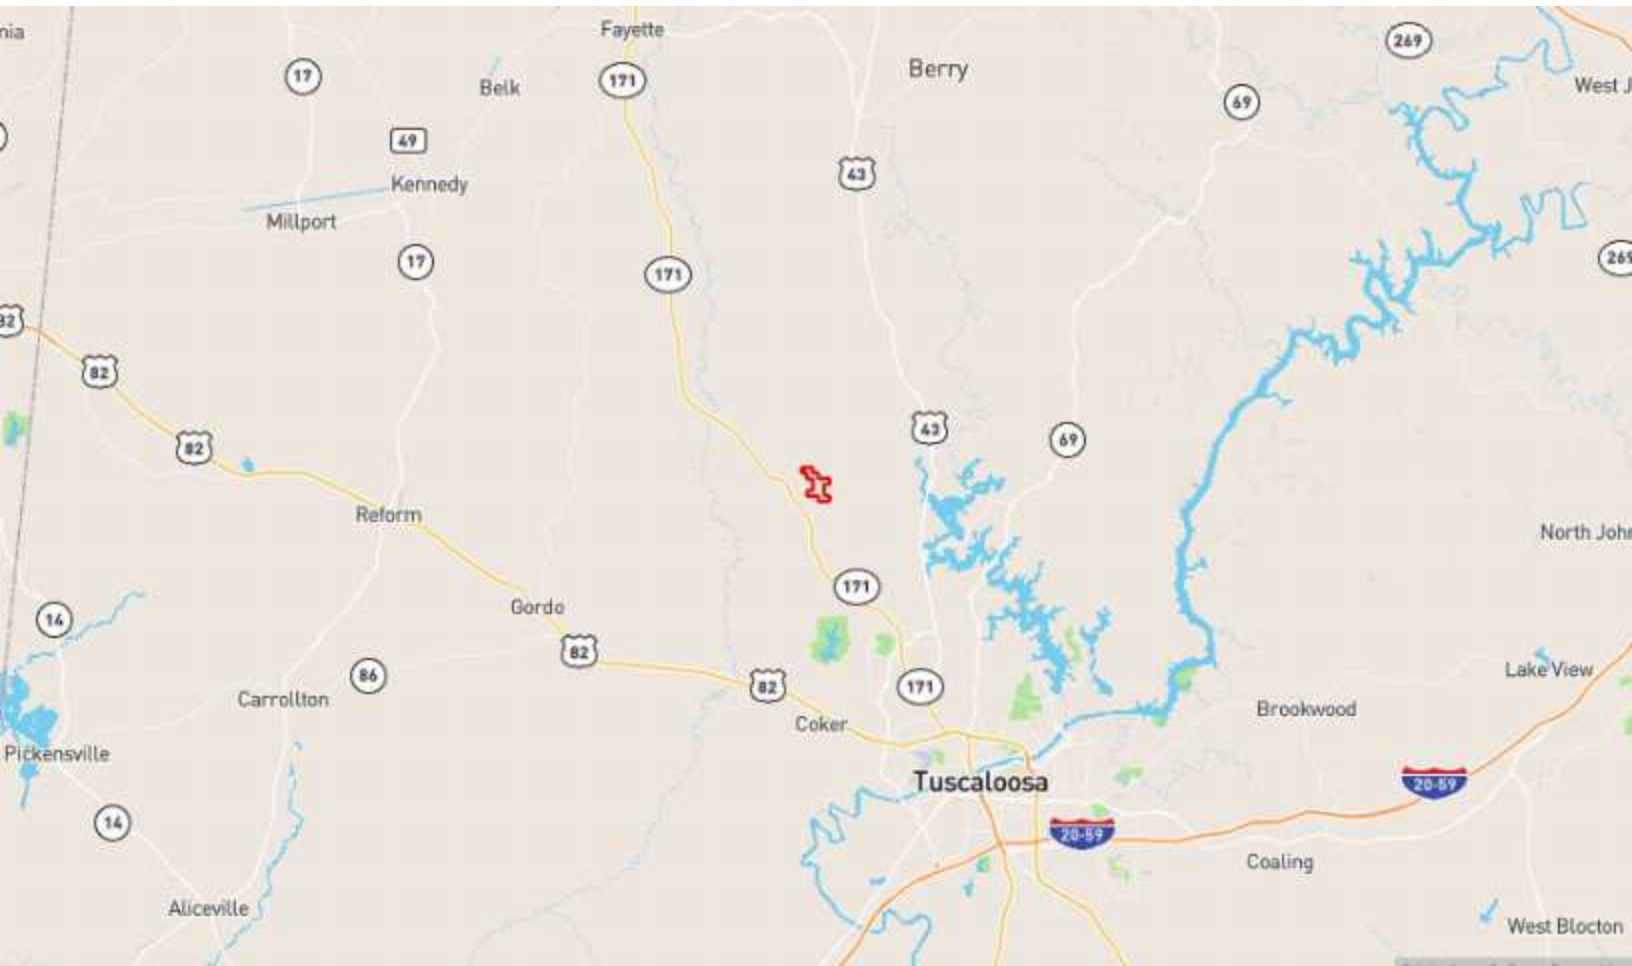 nia
Fayette
17
171
Belk
Berry
269
69
West J
49
43
Kennedy
Millport
17
171
269
82
82
82
43
69
Reform
North Johr
171
14
Gordo
82
86
82
171
Lake View
Carrollton
Coker
Brookwood
Pickensville
Tuscaloosa
20-59
14
20-59
Coaling
Aliceville
West Blocton